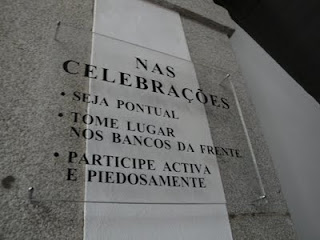 NAS
CELEBRAÇÕES
• SEJA PONTUAL
• TOME LUGAR
NOS BANCOS DA FRENTE
• PARTICIPE ACTIVA
E PIEDOSAMENTE